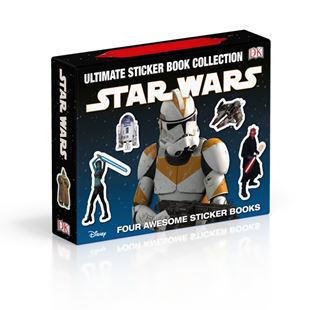 STAR
WARS
ULTIMATE STICKER BOOK COLLECTION
DK
STAR WARS
FOUR AWESOME STICKER BOOKS
Disney
DK